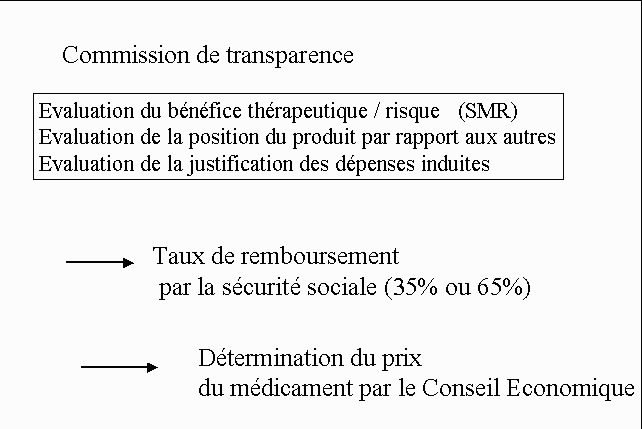 Commission de transparence
Evaluation du bénéfice thérapeutique / risque (SMR)
Evaluation de la position du produit par rapport aux autres
Evaluation de la justification des dépenses induites
Taux de remboursement
par la sécurité sociale (35% ou 65%)
Détermination du prix
du médicament par le Conseil Economique